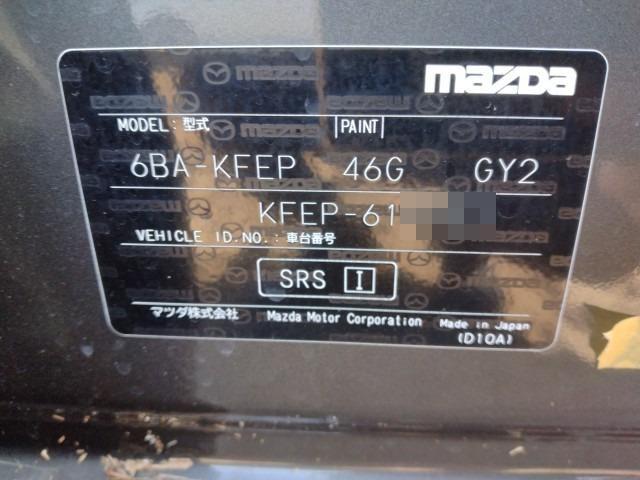 mazda
MODEL:型式 PAINT
6BA-KFEP 46G GY2
KFEP-61
VEHICLE ID.NO.:車台番号
SRS I
マツダ株式会社 Mazda Motor Corporation Made in Japan
(D10A)